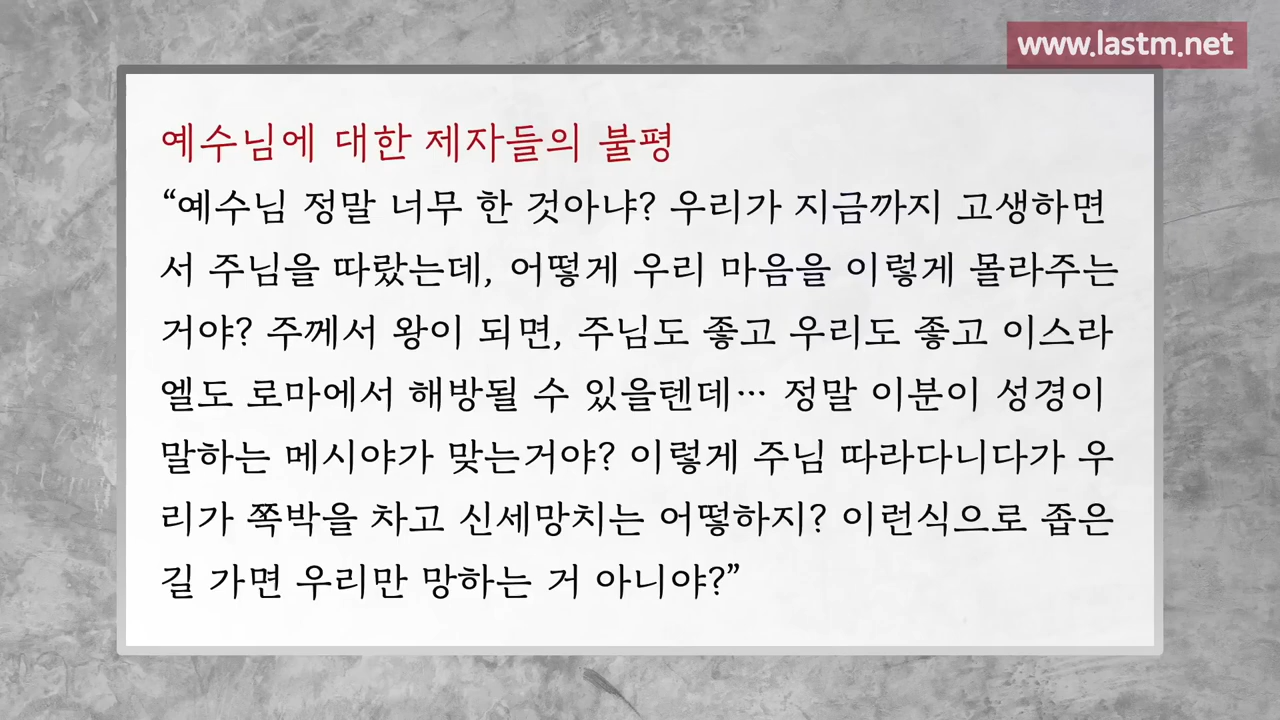 www.lastm.net
예수님에 대한 제자들의 불평
“예수님 정말 너무 한 것아냐? 우리가 지금까지 고생하면
서 주님을 따랐는데, 어떻게 우리 마음을 이렇게 몰라주는
거야? 주께서 왕이 되면, 주님도 좋고 우리도 좋고 이스라
엘도 로마에서 해방될 수 있을텐데… 정말 이분이 성경이
말하는 메시야가 맞는거야? 이렇게 주님 따라다니다가 우
리가 쪽박을 차고 신세망치는 어떻하지? 이런식으로 좁은
길 가면 우리만 망하는 거 아니야?”